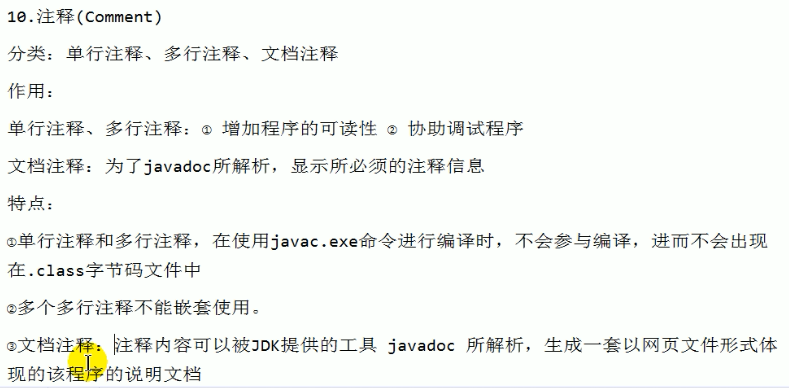 10.注释(Comment)
分类：单行注释、多行注释、文档注释
作用：
单行注释、多行注释：① 增加程序的可读性 ② 协助调试程序
文档注释：为了javadoc所解析，显示所必须的注释信息
特点：
①单行注释和多行注释，在使用javac.exe命令进行编译时，不会参与编译，进而不会出现
在.class字节码文件中
②多个多行注释不能嵌套使用。
③文档注释：注释内容可以被JDK提供的工具 javadoc 所解析，生成一套以网页文件形式体
现的该程序的说明文档